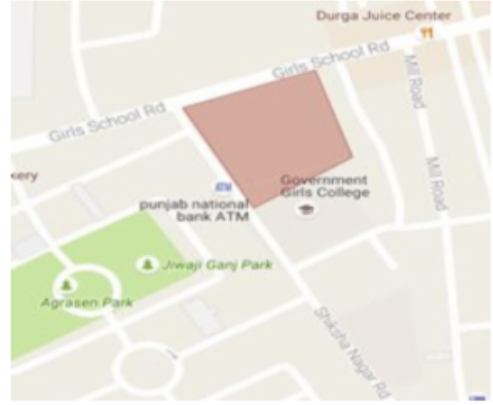 Durga Juice Center
Girls School Rd
Mill Road
Girls School Rd
kery
ATM
Government
Girls College
punjab national
bank ATM
Mill Road
Jiwaji Ganj Park
Agrasen Park
Shiksha Nagar Rd